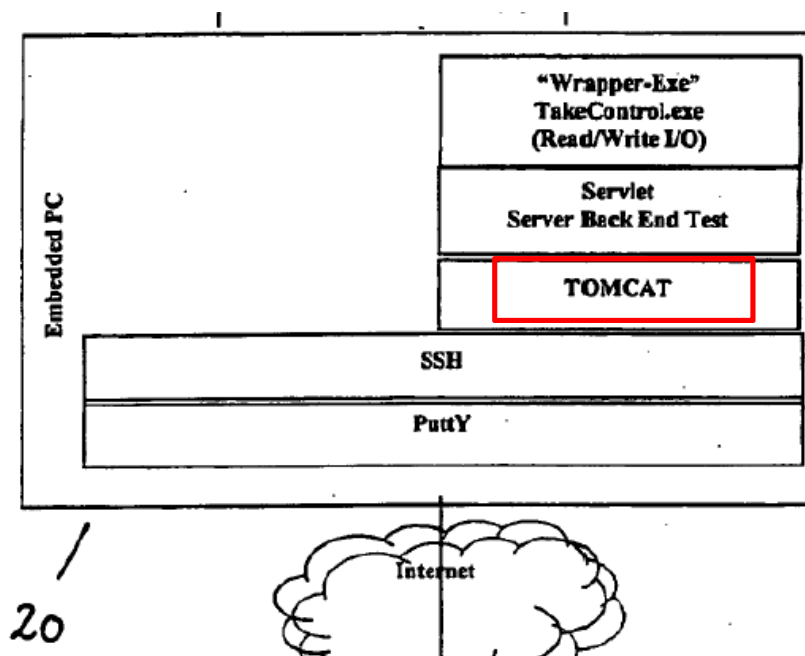 "Wrapper-Exe"
TakeControl.exe
(Read/Write I/O)
Servlet
Server Back End Test
Embedded PC
TOMCAT
SSH
PuttY
Internet
20